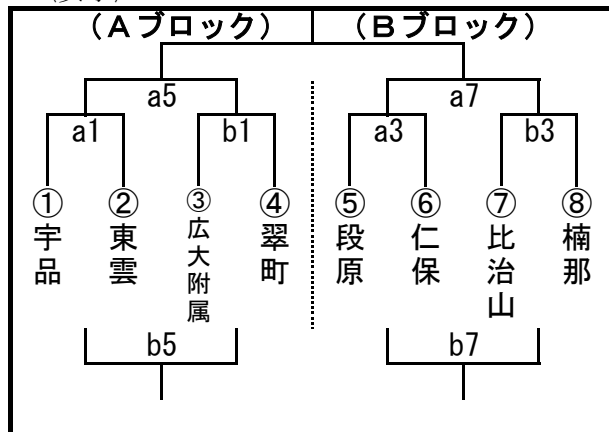 (Aブロック) (Bブロック)
a5 a7
a1 b1 a3 b3
① ② ③ ④ ⑤ ⑥ ⑦ ⑧
宇品
東雲
広大附属
翠町
段原
仁保
比治山
楠那
b5 b7